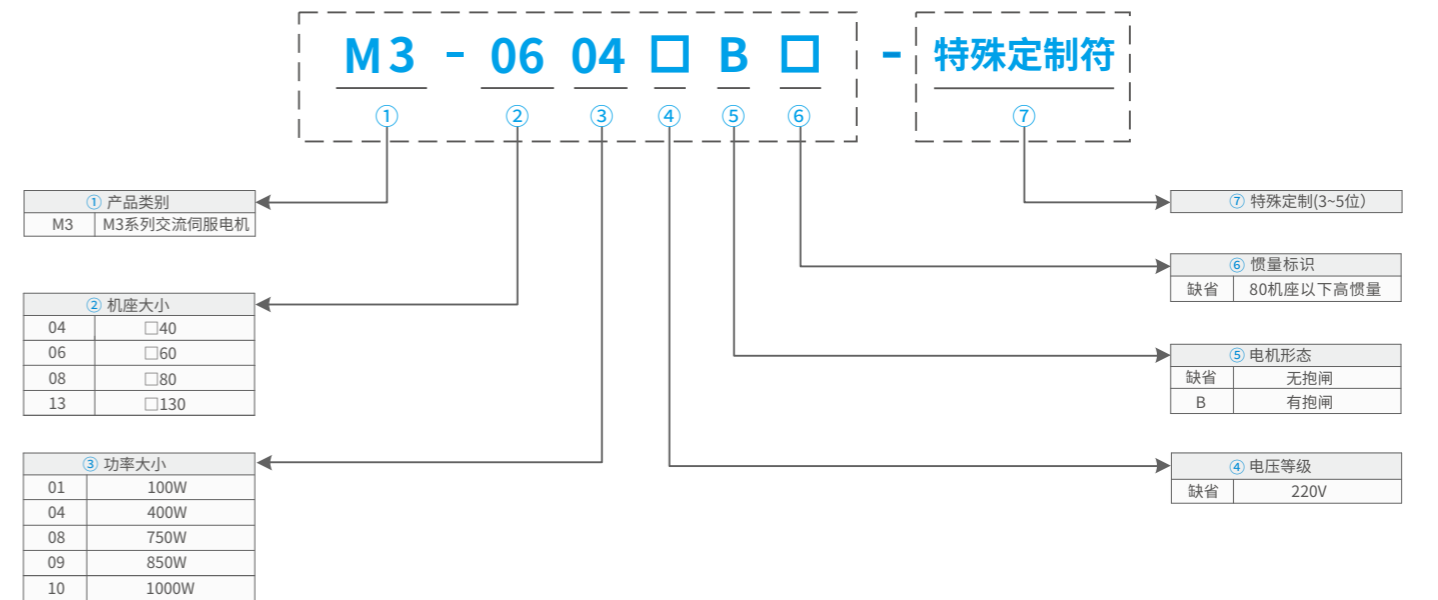 M3 - 06 04 □ B □ - 特殊定制符
① ② ③ ④ ⑤ ⑥ ⑦
① 产品类别
M3 M3系列交流伺服电机
② 机座大小
04 □40
06 □60
08 □80
13 □130
③ 功率大小
01 100W
04 400W
08 750W
09 850W
10 1000W
⑦ 特殊定制(3~5位）
⑥ 惯量标识
缺省 80机座以下高惯量
⑤ 电机形态
缺省 无抱闸
B 有抱闸
④ 电压等级
缺省 220V